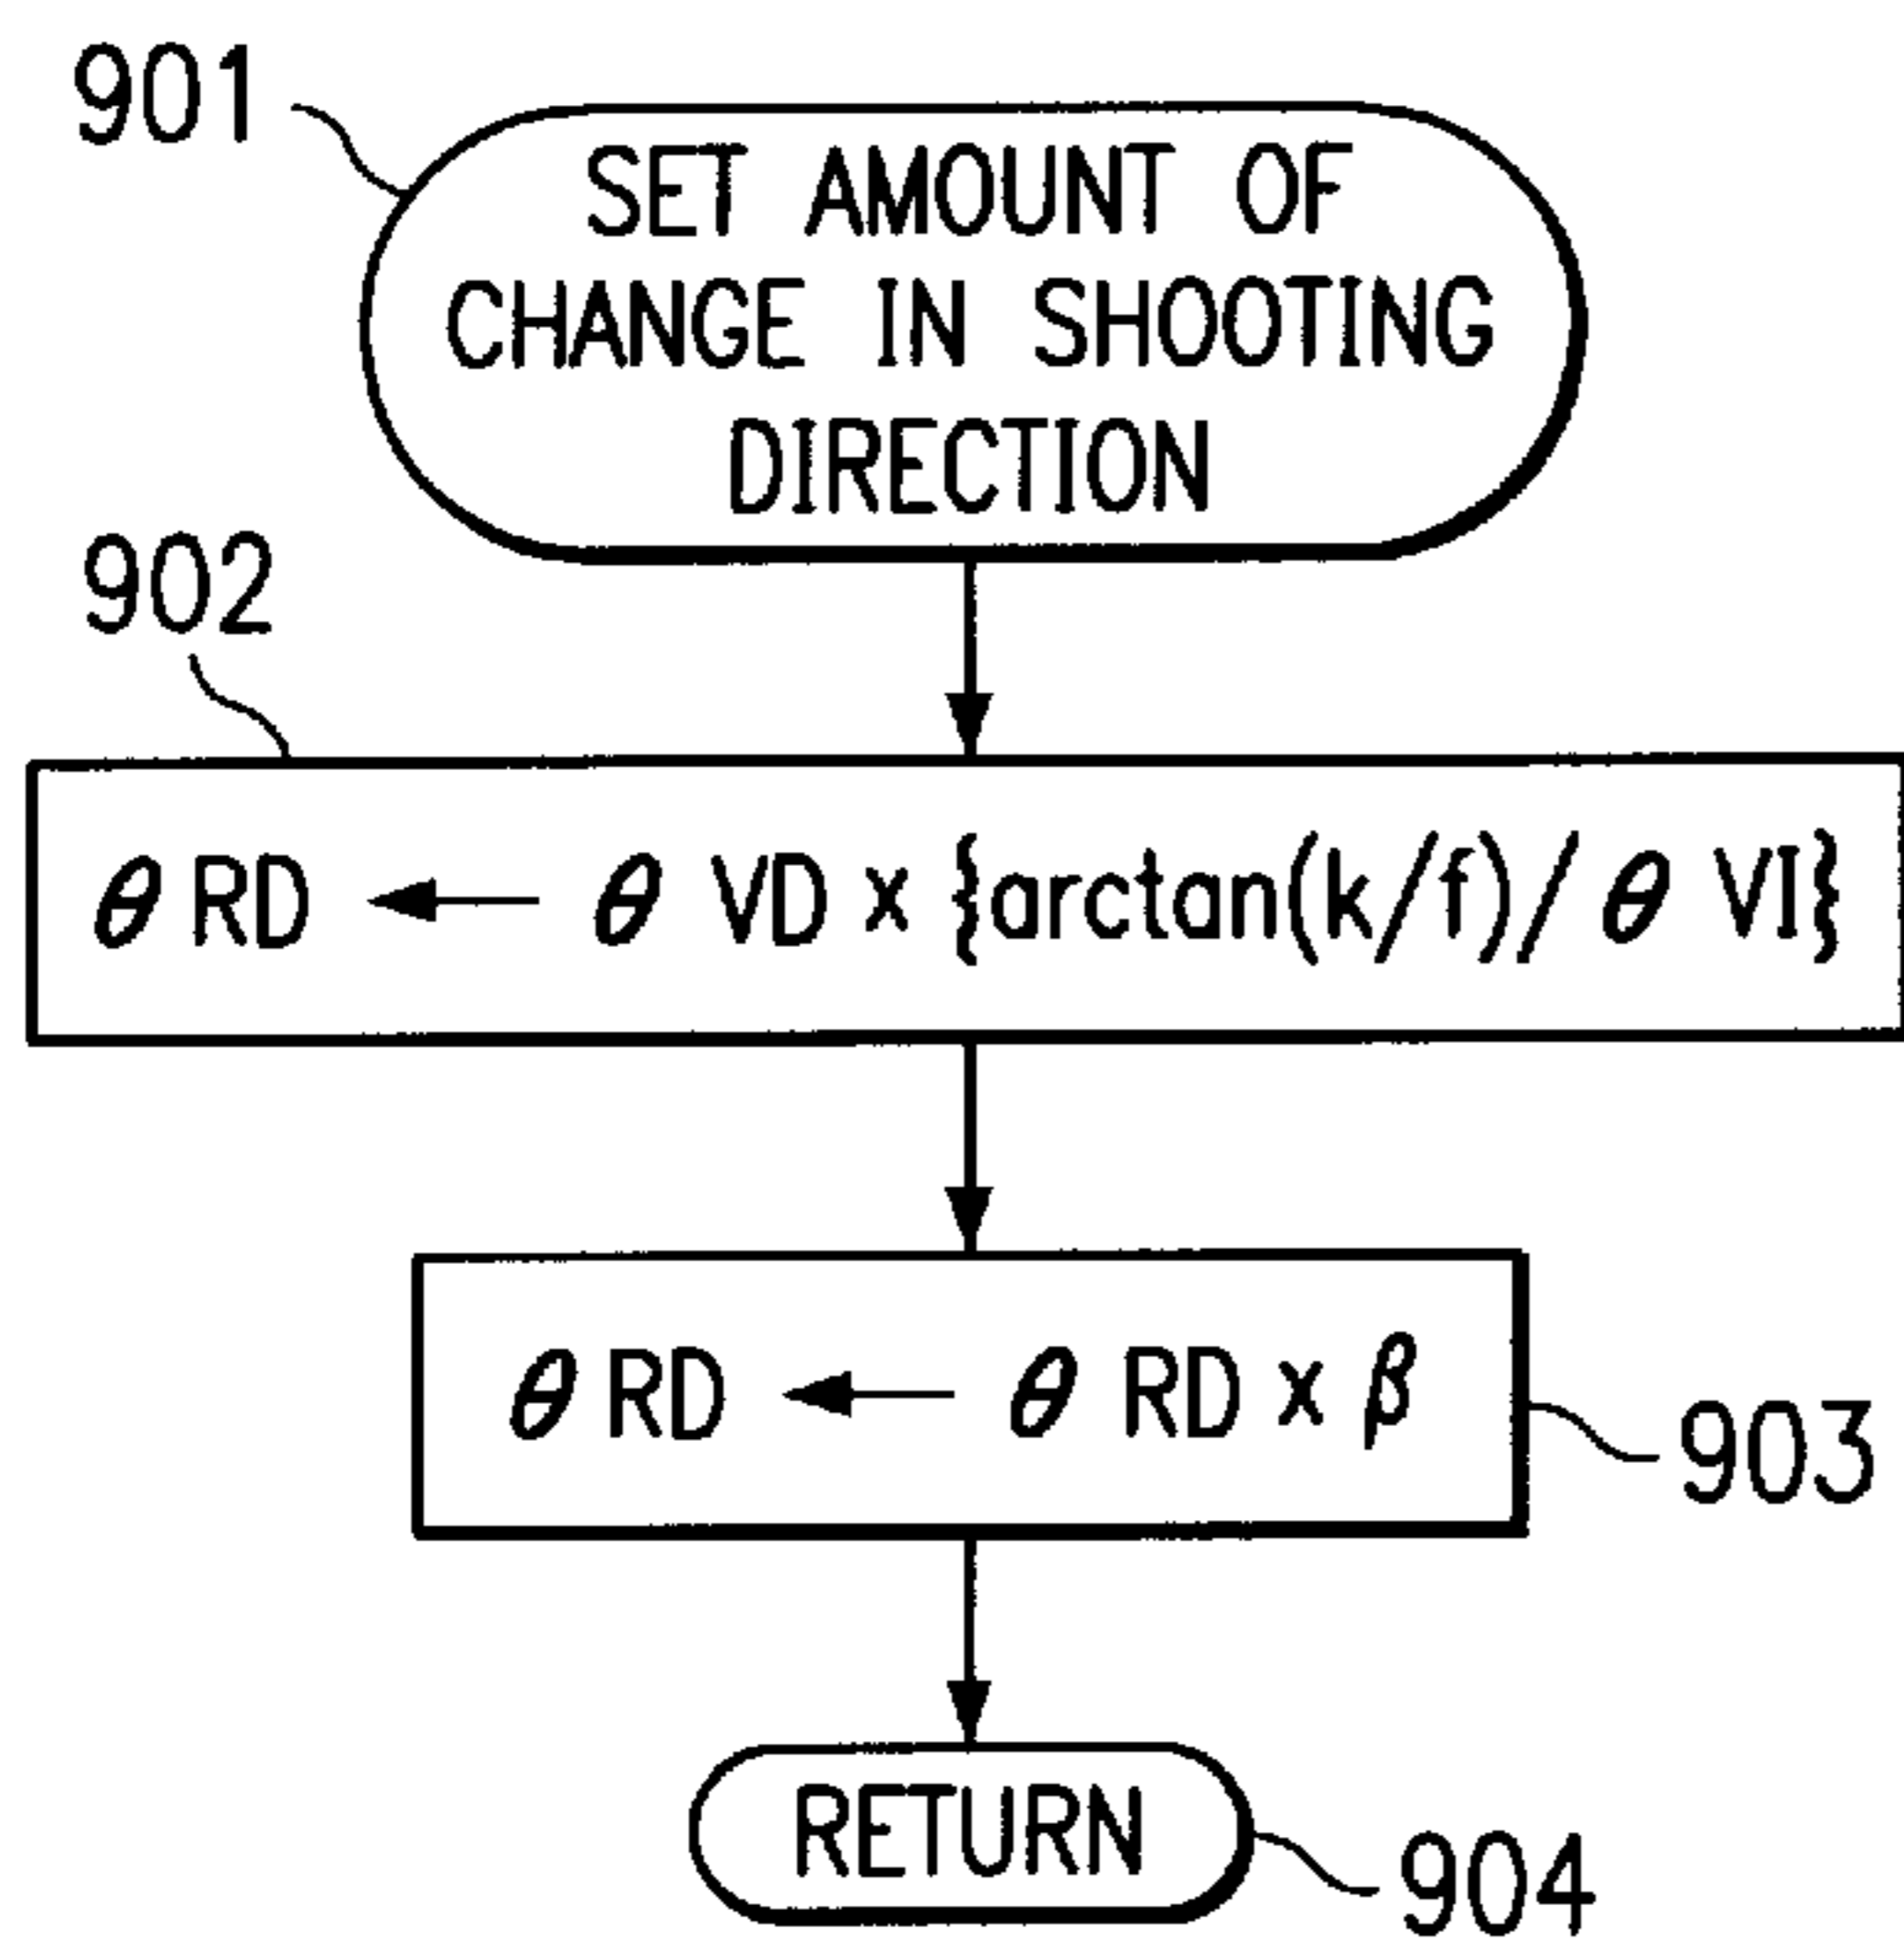 901
SET AMOUNT OF
CHANGE IN SHOOTING
DIRECTION
902
θ RD ← θ VD x {arctan(k/f)/ θ VI}
θ RD ← θ RD x β
903
RETURN
904